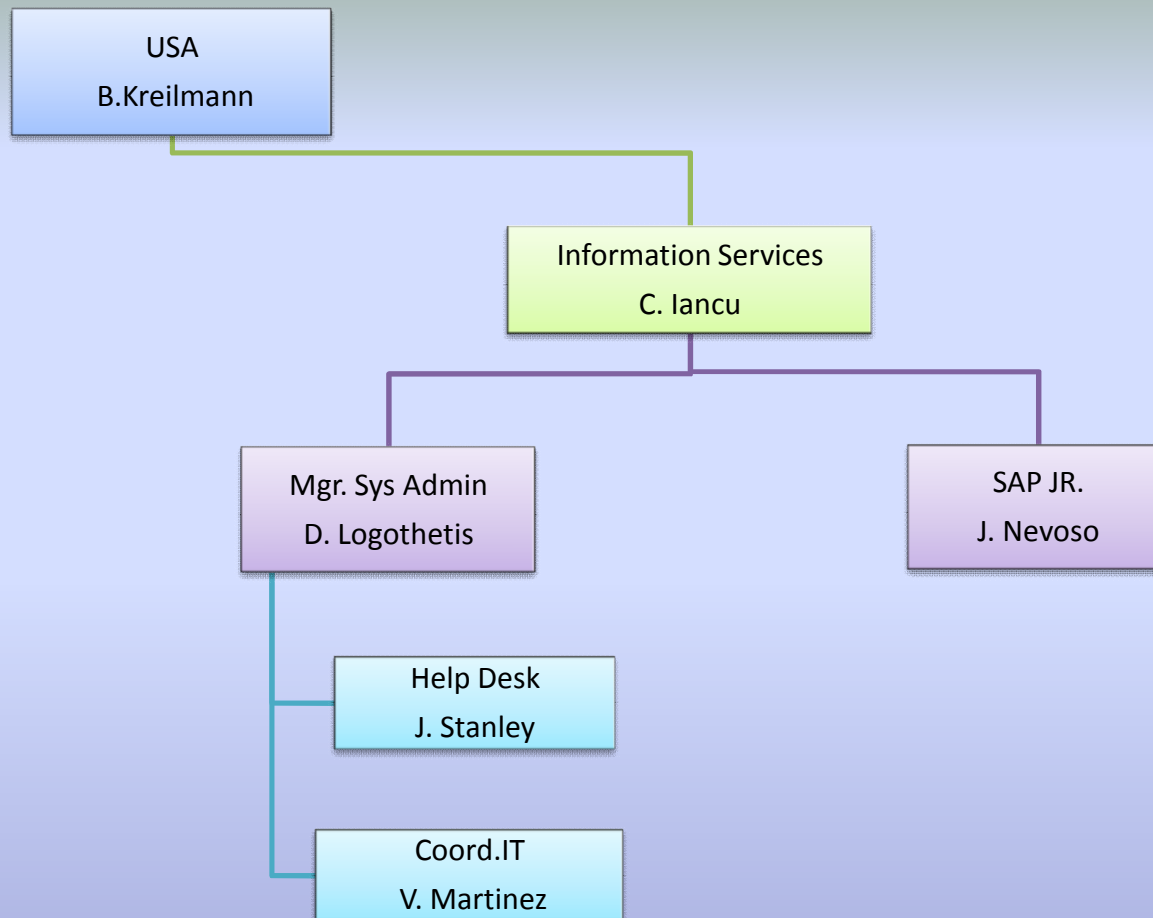 USA
B.Kreilmann
Information Services
C. Iancu
Mgr. Sys Admin
D. Logothetis
SAP JR.
J. Nevoso
Help Desk
J. Stanley
Coord.IT
V. Martinez